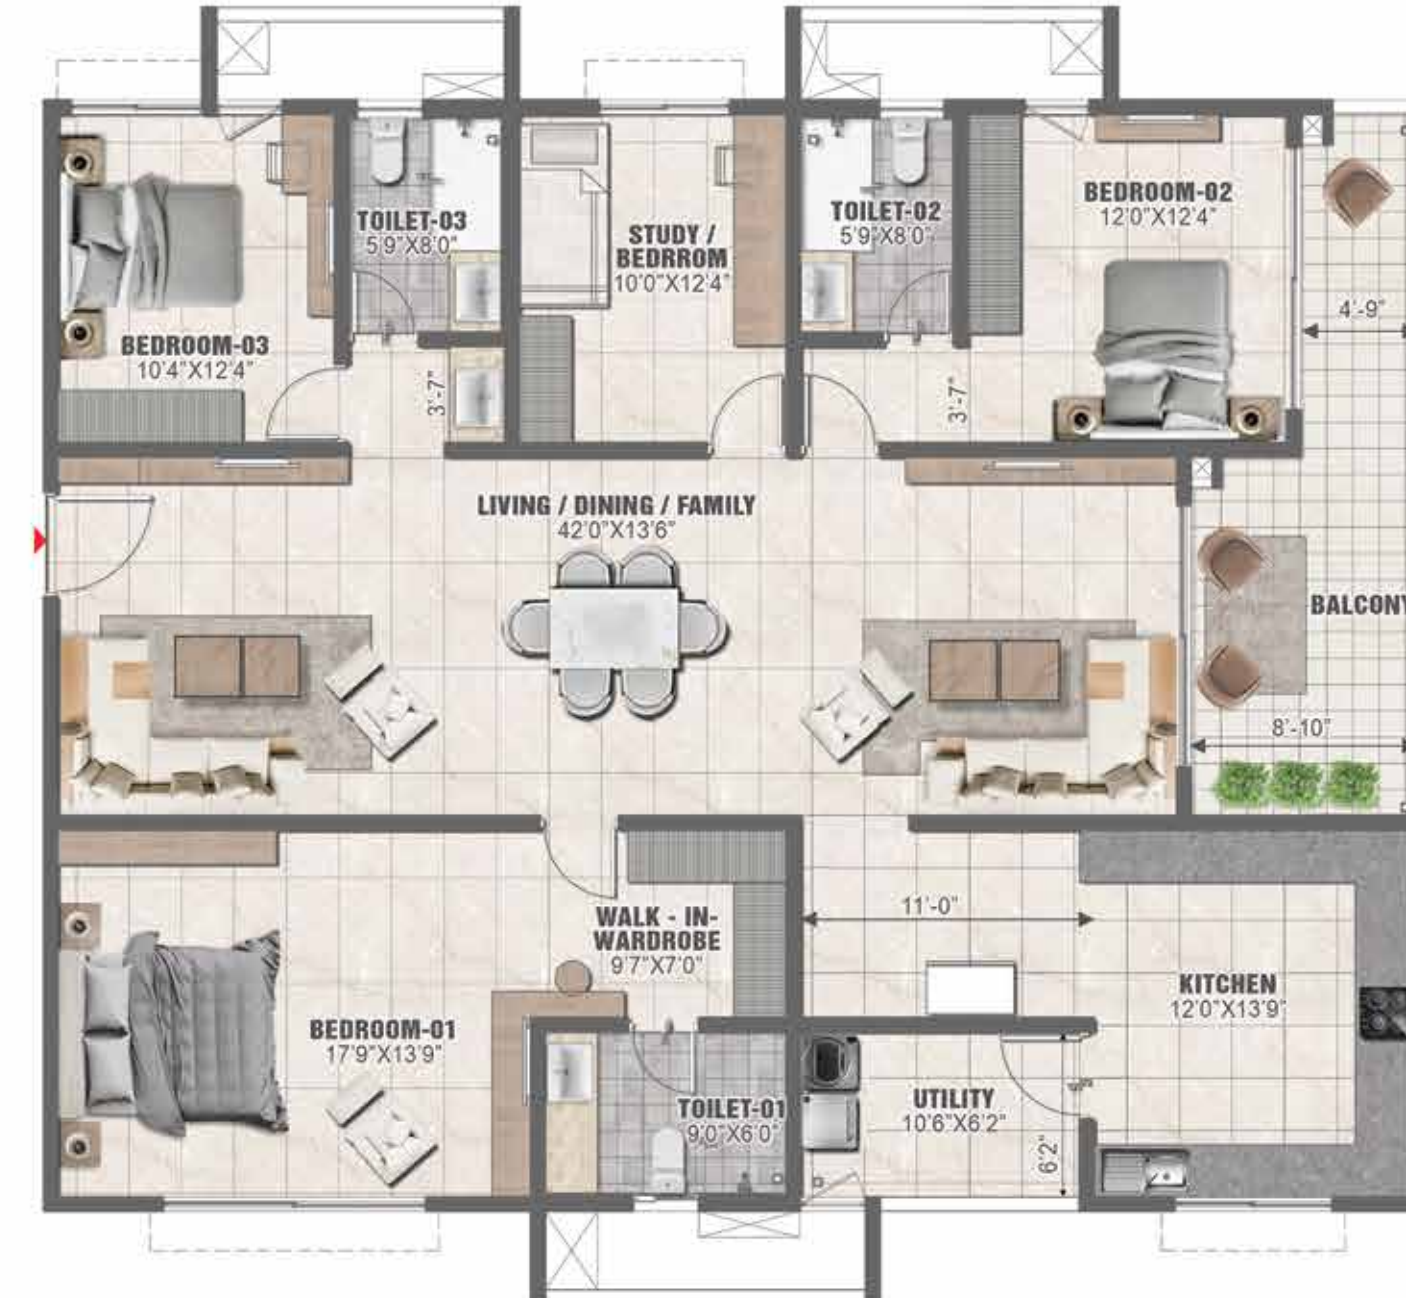 TOILET-03
5'9"X8'0"
STUDY /
BEDRROM
10'0"X12'4"
TOILET-02
5'9"X8'0"
BEDROOM-02
12'0"X12'4"
4'-9"
BEDROOM-03
10'4"X12'4"
3'-7"
3'-7"
LIVING / DINING / FAMILY
42'0"X13'6"
BALCONY
8'-10"
11'-0"
WALK - IN-
WARDROBE
9'7"X7'0"
KITCHEN
12'0"X13'9"
BEDROOM-01
17'9"X13'9"
TOILET-01
9'0"X6'0"
UTILITY
10'6"X6'2"
6'2"